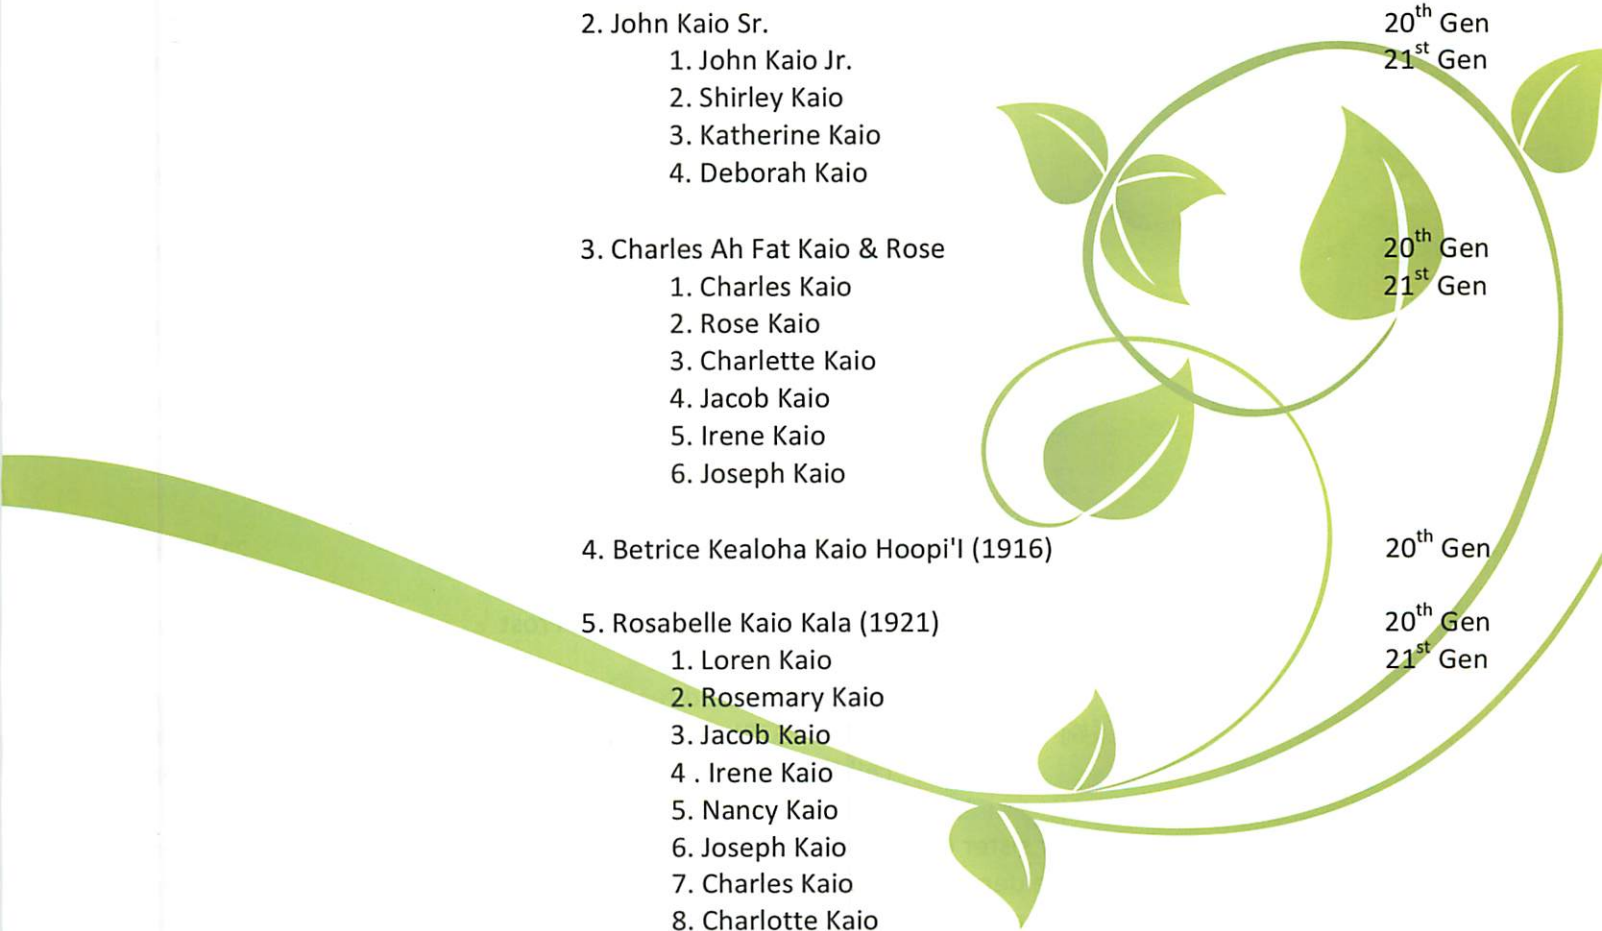 2. John Kaio Sr. 20th Gen
1. John Kaio Jr. 21st Gen
2. Shirley Kaio
3. Katherine Kaio
4. Deborah Kaio
3. Charles Ah Fat Kaio & Rose 20th Gen
1. Charles Kaio 21st Gen
2. Rose Kaio
3. Charlette Kaio
4. Jacob Kaio
5. Irene Kaio
6. Joseph Kaio
4. Betrice Kealoha Kaio Hoopi'I (1916) 20th Gen
5. Rosabelle Kaio Kala (1921) 20th Gen
1. Loren Kaio 21st Gen
2. Rosemary Kaio
3. Jacob Kaio
4 . Irene Kaio
5. Nancy Kaio
6. Joseph Kaio
7. Charles Kaio
8. Charlotte Kaio